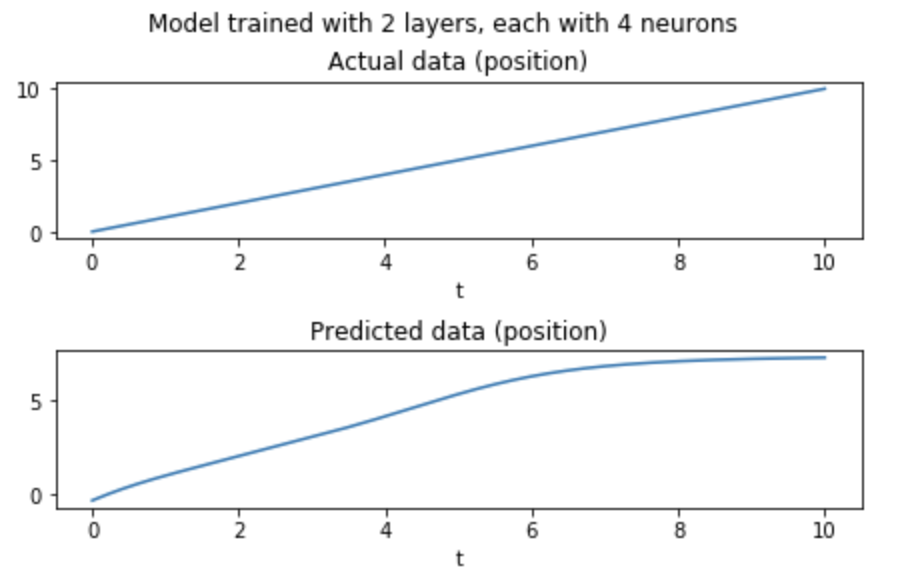 Model trained with 2 layers, each with 4 neurons
Actual data (position)
10
5
0
0 2 4 6 8 10
t
Predicted data (position)
5
0
0 2 4 6 8 10
t